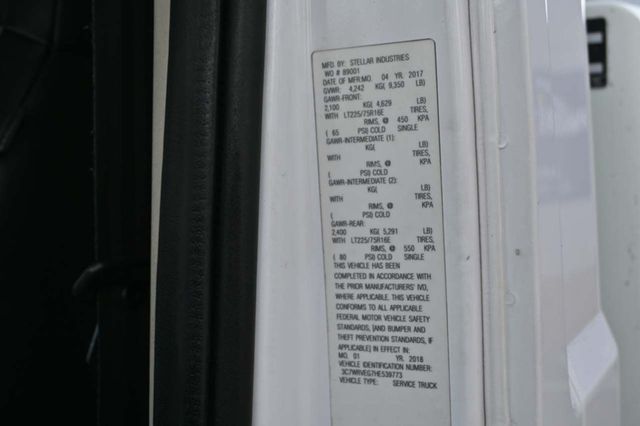 MFG. BY: STELLAR INDUSTRIES
WO # 89001
DATE OF MFR: MO. 04 YR. 2017
GVWR: 4,242 KG( 9,350 LB)
GAWR-FRONT:
2,100 KG( 4,629 LB)
WITH LT225/75R16E TIRES,
RIMS, @ 450 KPA
( 65 PSI) COLD SINGLE
GAWR-INTERMEDIATE (1):
KG( LB)
WITH TIRES,
RIMS, @ KPA
( PSI) COLD
GAWR-INTERMEDIATE (2):
KG( LB)
WITH TIRES,
RIMS, @ KPA
( PSI) COLD
GAWR-REAR:
2,400 KG( 5,291 LB)
WITH LT225/75R16E TIRES,
RIMS, @ 550 KPA
( 80 PSI) COLD SINGLE
THIS VEHICLE HAS BEEN
COMPLETED IN ACCORDANCE WITH
THE PRIOR MANUFACTURERS' IVD,
WHERE APPLICABLE. THIS VEHICLE
CONFORMS TO ALL APPLICABLE
FEDERAL MOTOR VEHICLE SAFETY
STANDARDS, [AND BUMPER AND
THEFT PREVENTION STANDARDS, IF
APPLICABLE] IN EFFECT IN:
MO. 01 YR. 2018
VEHICLE IDENTIFICATION NUMBER:
3C7WRVEG7HE539773
VEHICLE TYPE: SERVICE TRUCK